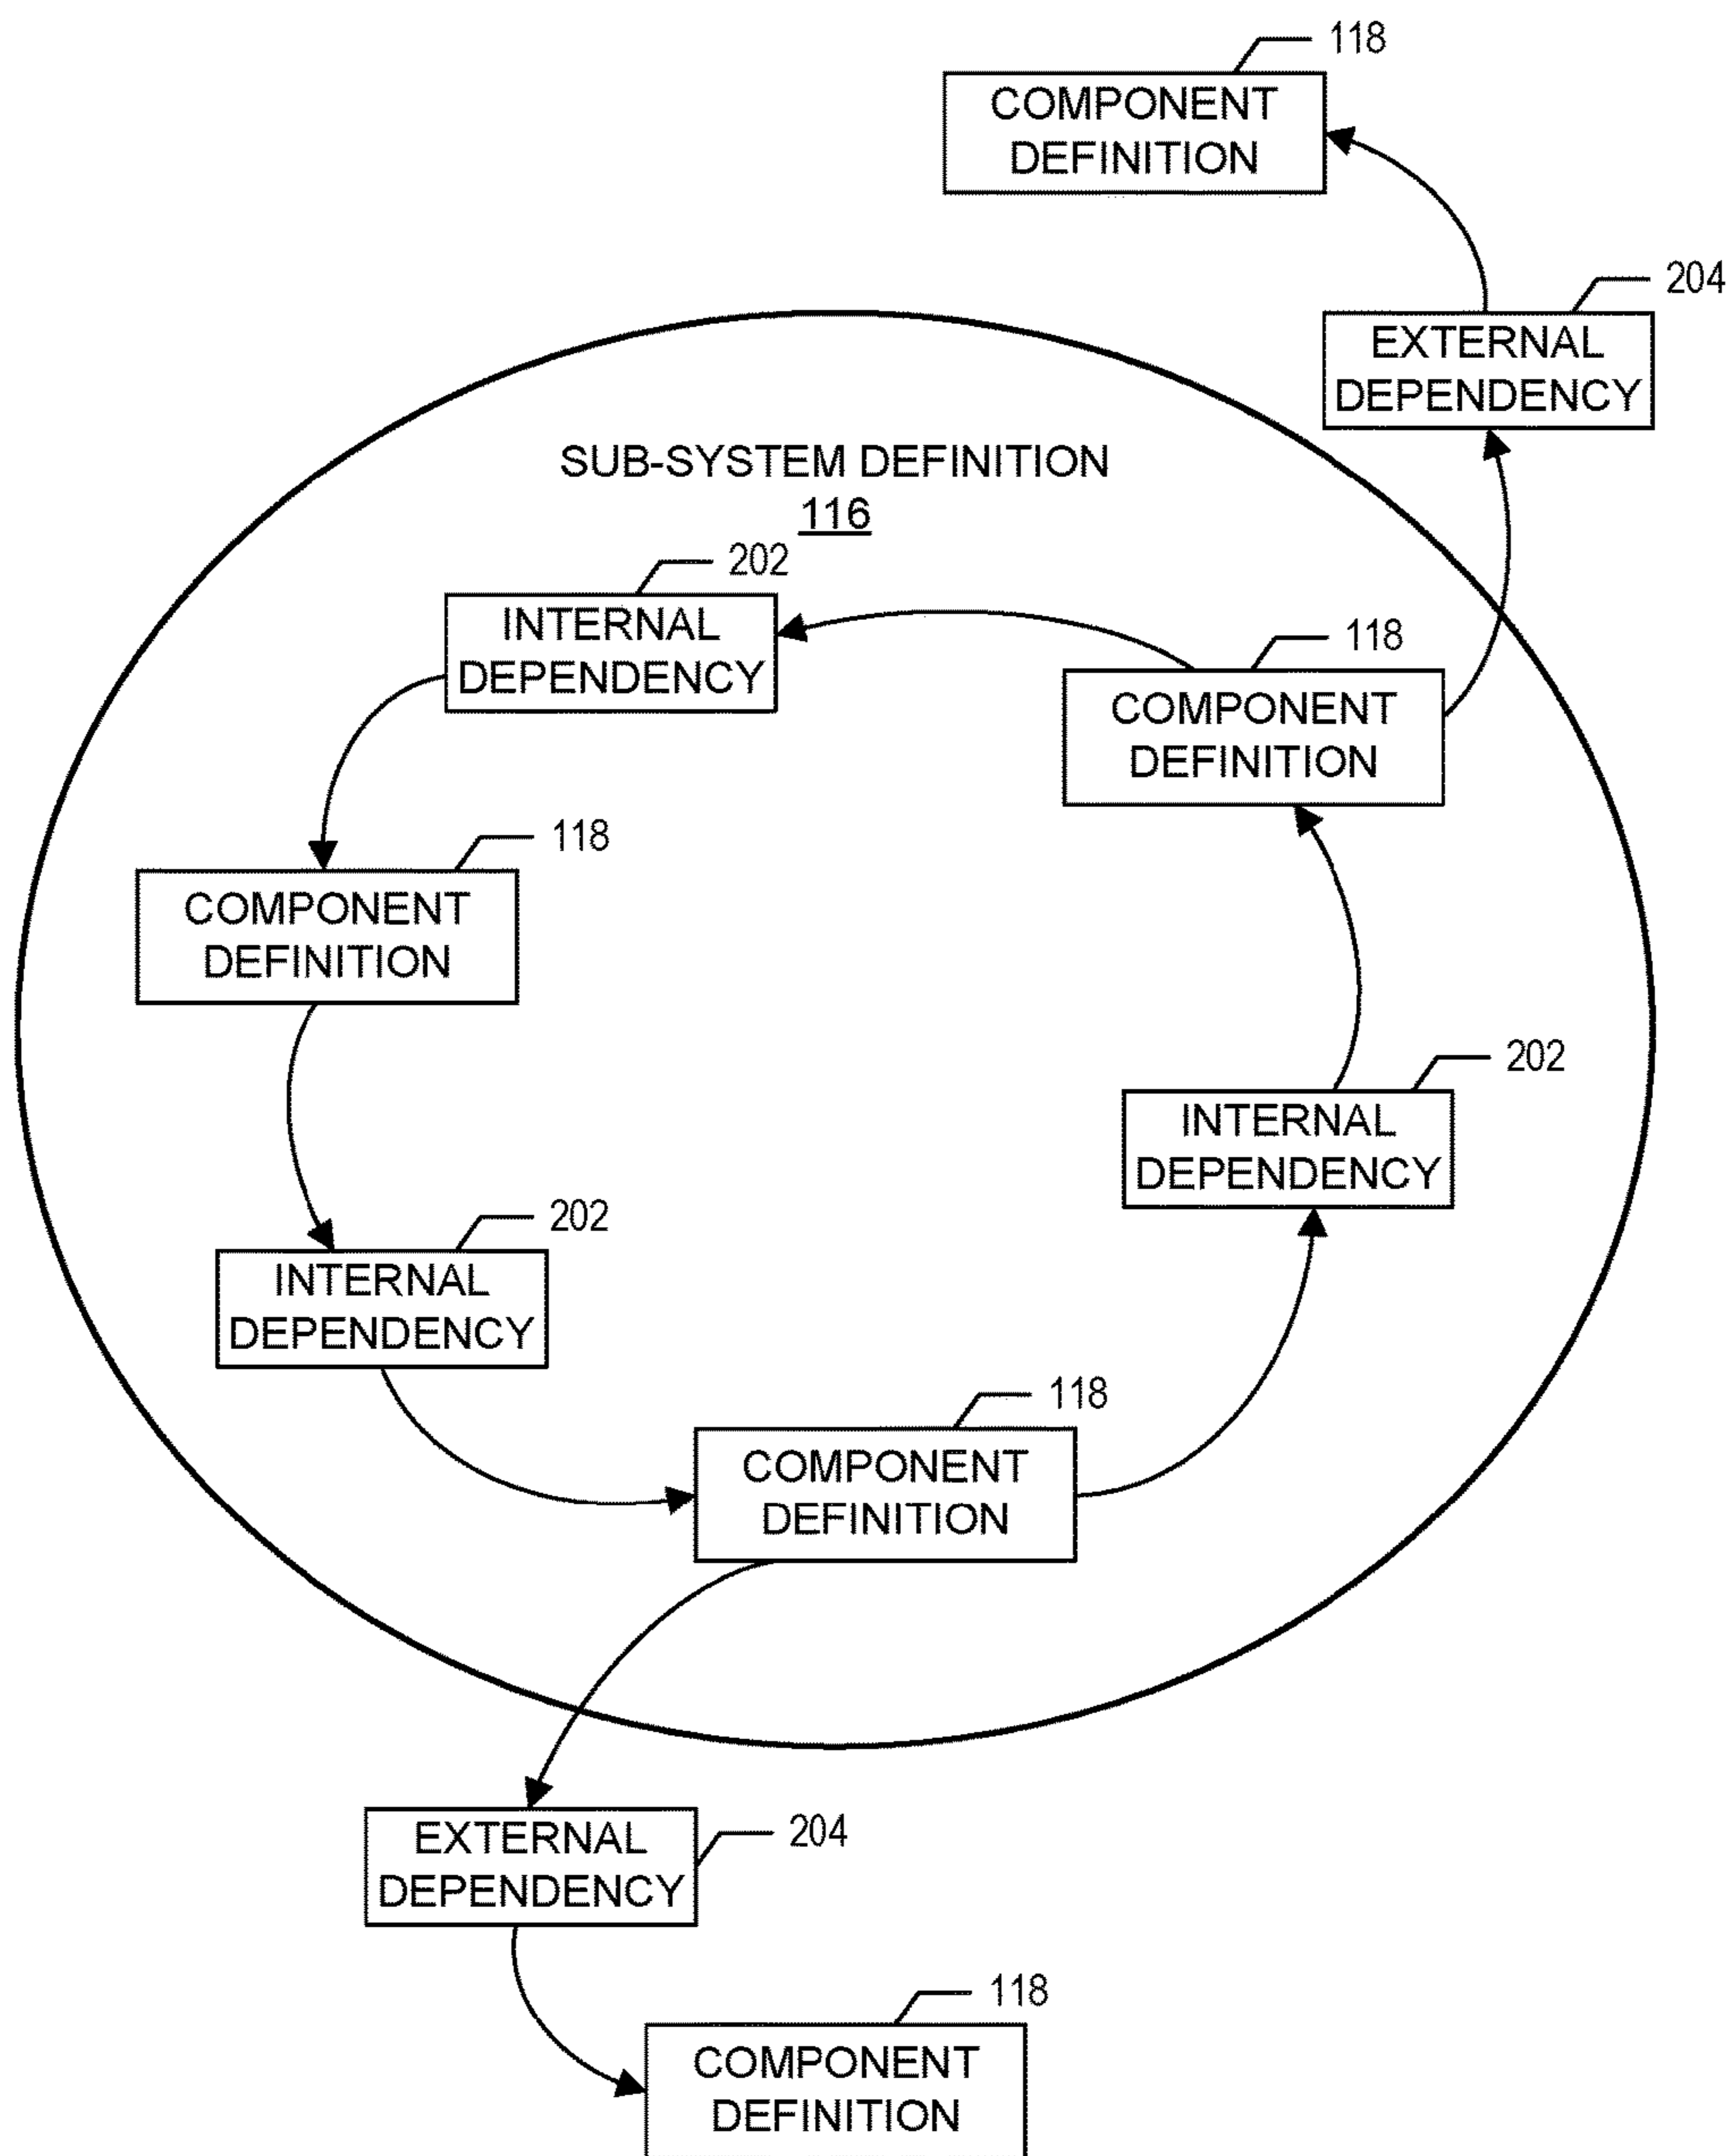 118
COMPONENT
DEFINITION
204
EXTERNAL
DEPENDENCY
SUB-SYSTEM DEFINITION
116
202
INTERNAL
DEPENDENCY
118
COMPONENT
DEFINITION
118
COMPONENT
DEFINITION
202
INTERNAL
DEPENDENCY
202
INTERNAL
DEPENDENCY
118
COMPONENT
DEFINITION
204
EXTERNAL
DEPENDENCY
118
COMPONENT
DEFINITION